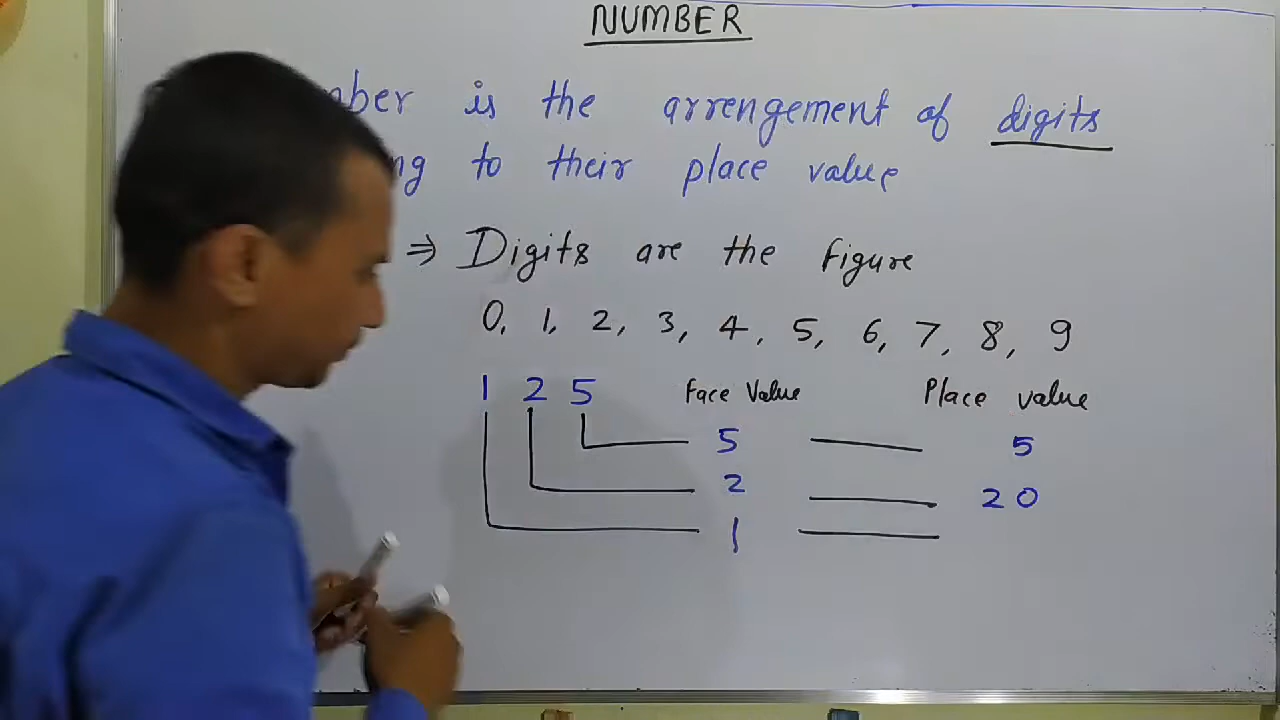 NUMBER
is the arrengement of digits
to their place value
⇒ Digits are the figure
0, 1, 2, 3, 4, 5, 6, 7, 8, 9
1 2 5 Face Value Place value
5 5
2 20
1